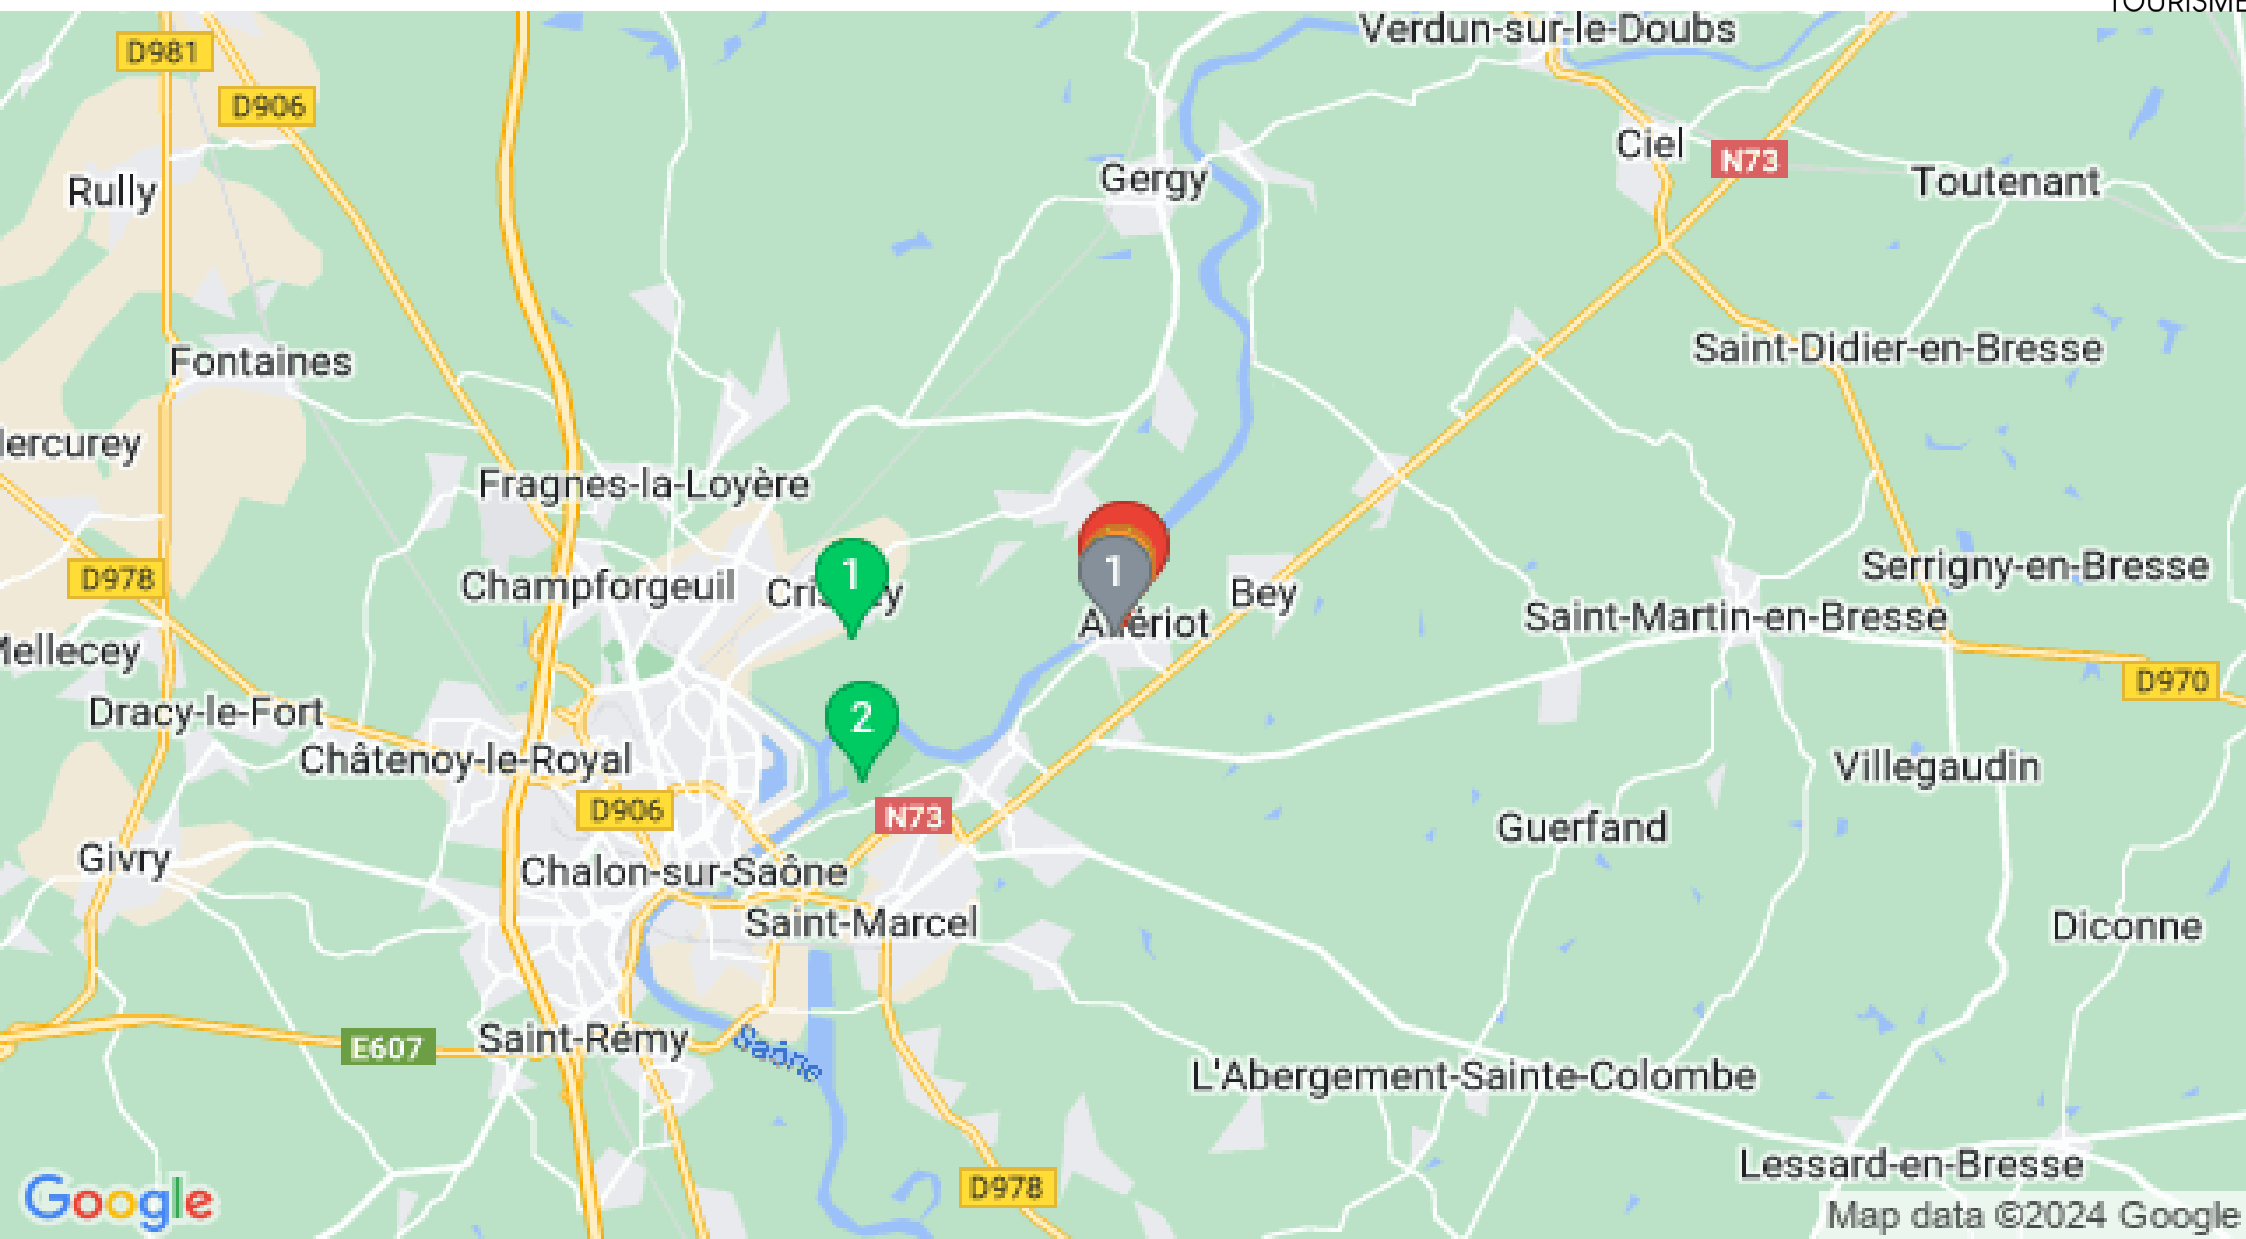 TOURISME
Verdun-sur-le-Doubs
D981
D906
Ciel
N73
Rully
Gergy
Toutenant
Saint-Didier-en-Bresse
Fontaines
lercurey
Fragnes-la-Loyère
D978
Champforgeuil
1
1
Bey
Serrigny-en-Bresse
Saint-Martin-en-Bresse
Mellecey
D970
Dracy-le-Fort
2
Châtenoy-le-Royal
Villegaudin
D906
N73
Guerfand
Givry
Chalon-sur-Saône
Saint-Marcel
Diconne
E607
Saint-Rémy
Saône
L'Abergement-Sainte-Colombe
Lessard-en-Bresse
D978
Google
Map data ©2024 Google